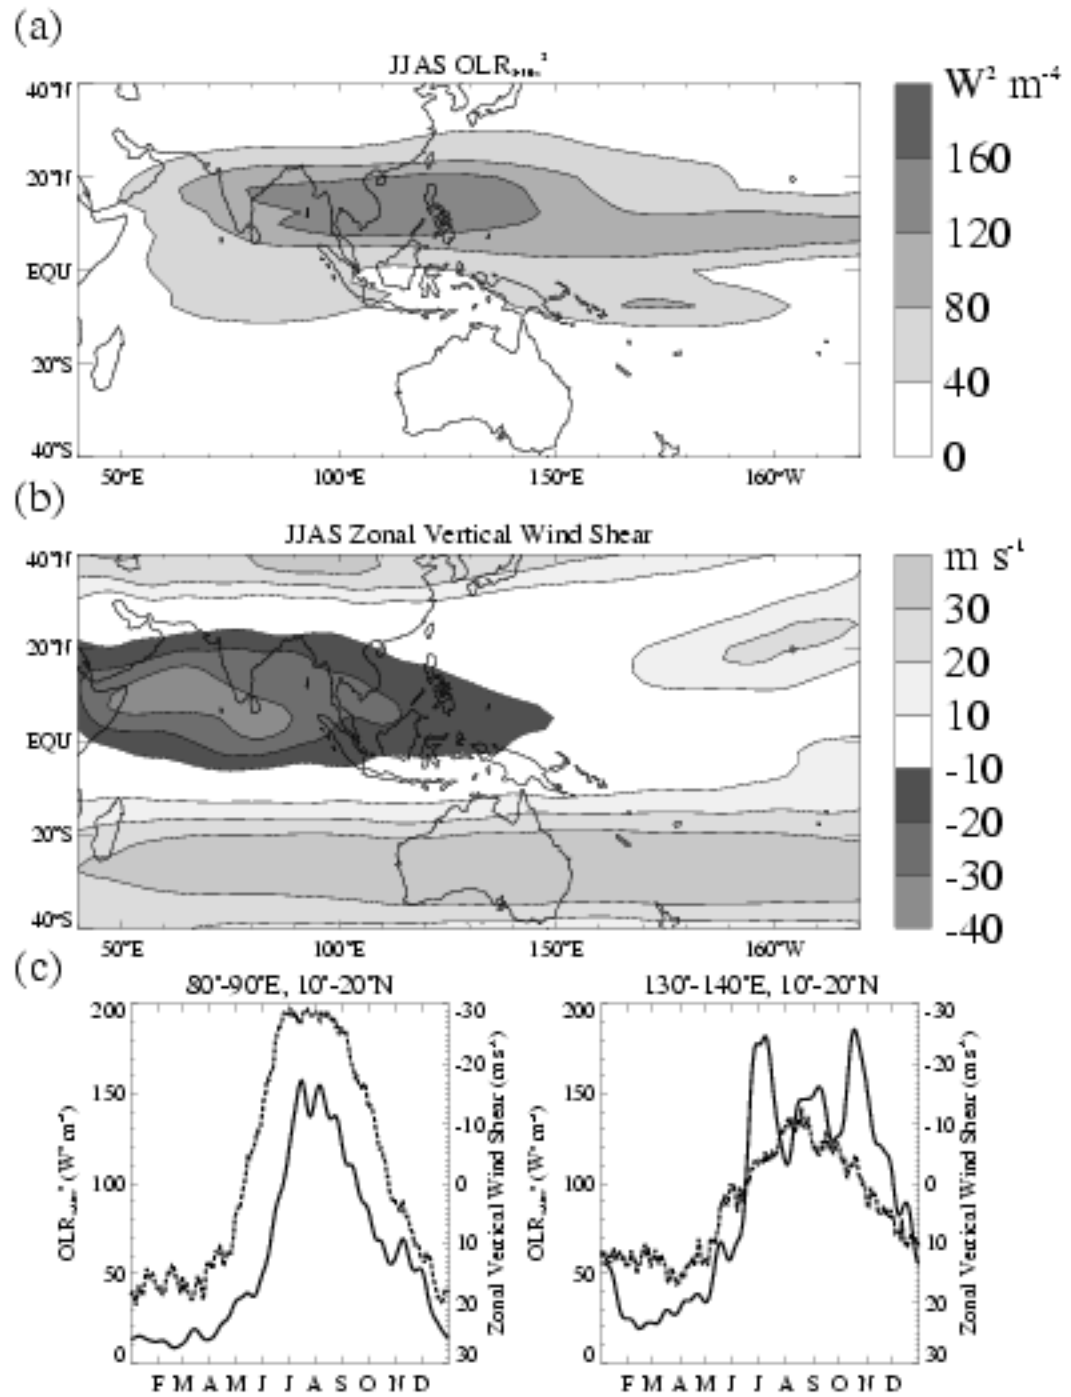 (a)
JJAS OLR
W² m⁻⁴
40°N
20°N
EQU
20°S
40°S
50°E 100°E 150°E 160°W
160
120
80
40
0
(b)
JJAS Zonal Vertical Wind Shear
m s⁻¹
40°N
20°N
EQU
20°S
40°S
50°E 100°E 150°E 160°W
30
20
10
-10
-20
-30
-40
(c)
80°-90°E, 10°-20°N
200
150
100
50
0
-30
-20
-10
0
10
20
30
Zonal Vertical Wind Shear (m s⁻¹)
F M A M J J A S O N D
130°-140°E, 10°-20°N
200
150
100
50
0
-30
-20
-10
0
10
20
30
Zonal Vertical Wind Shear (m s⁻¹)
F M A M J J A S O N D